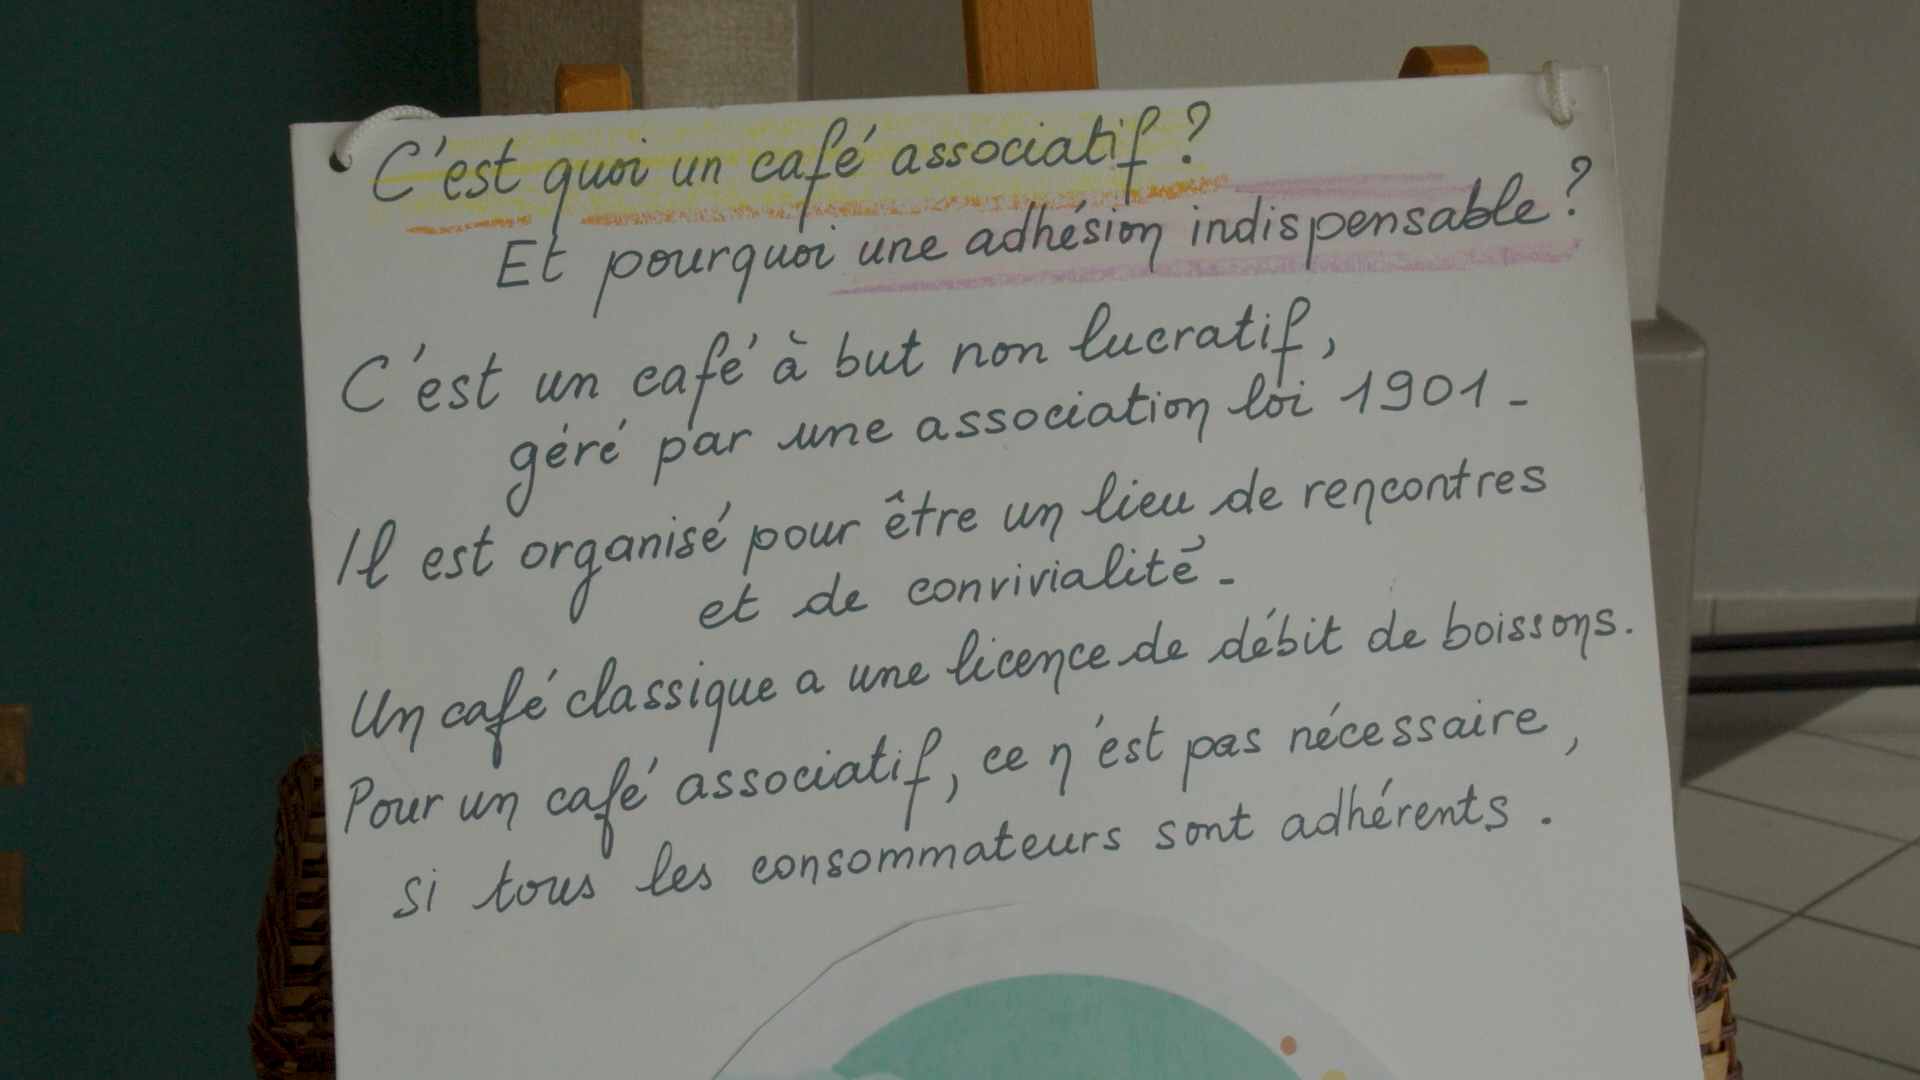 C'est quoi un café associatif ?
Et pourquoi une adhésion indispensable ?
C'est un café à but non lucratif,
géré par une association loi 1901-
Il est organisé pour être un lieu de rencontres
et de convivialité-
Un café classique a une licence de débit de boissons.
Pour un café associatif, ce n'est pas nécessaire,
si tous les consommateurs sont adhérents.